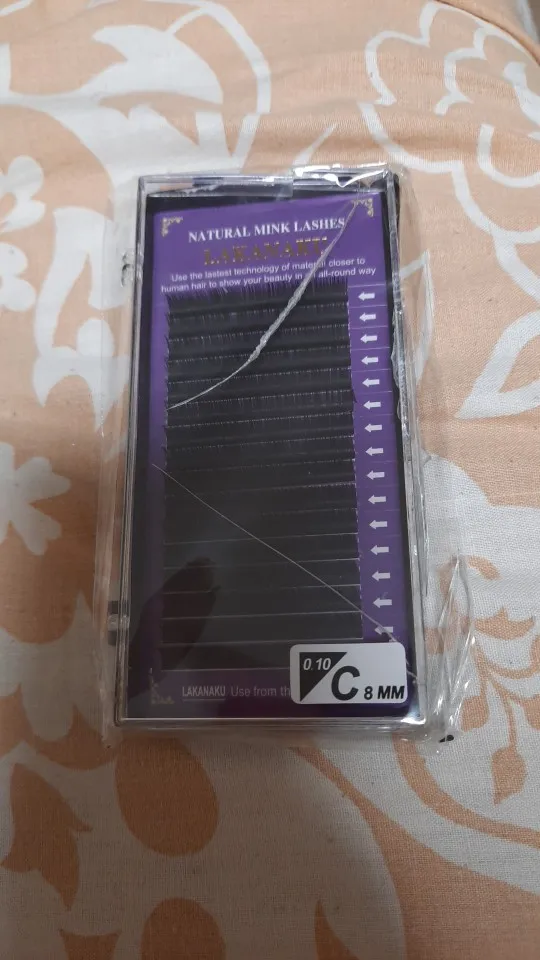 NATURAL MINK LASHES
LAKANAKU
Use the lastest technology of material closer to
human hair to show your beauty in all-round way
LAKANAKU Use from th
0.10
C 8 MM